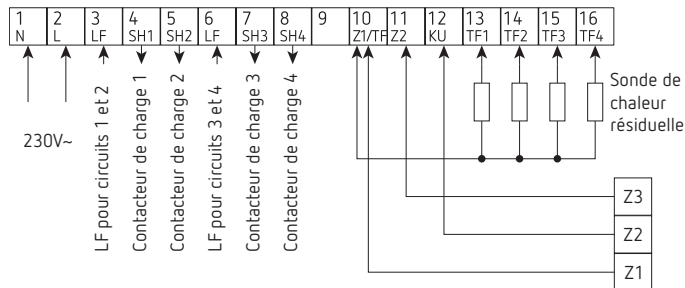 1 2 3 4 5 6 7 8 9 10 11 12 13 14 15 16
N L LF SH1 SH2 LF SH3 SH4 Z1/TF Z2 KU TF1 TF2 TF3 TF4
230V~
LF pour circuits 1 et 2
Contacteur de charge 1
Contacteur de charge 2
LF pour circuits 3 et 4
Contacteur de charge 3
Contacteur de charge 4
Sonde de
chaleur
résiduelle
Z3
Z2
Z1